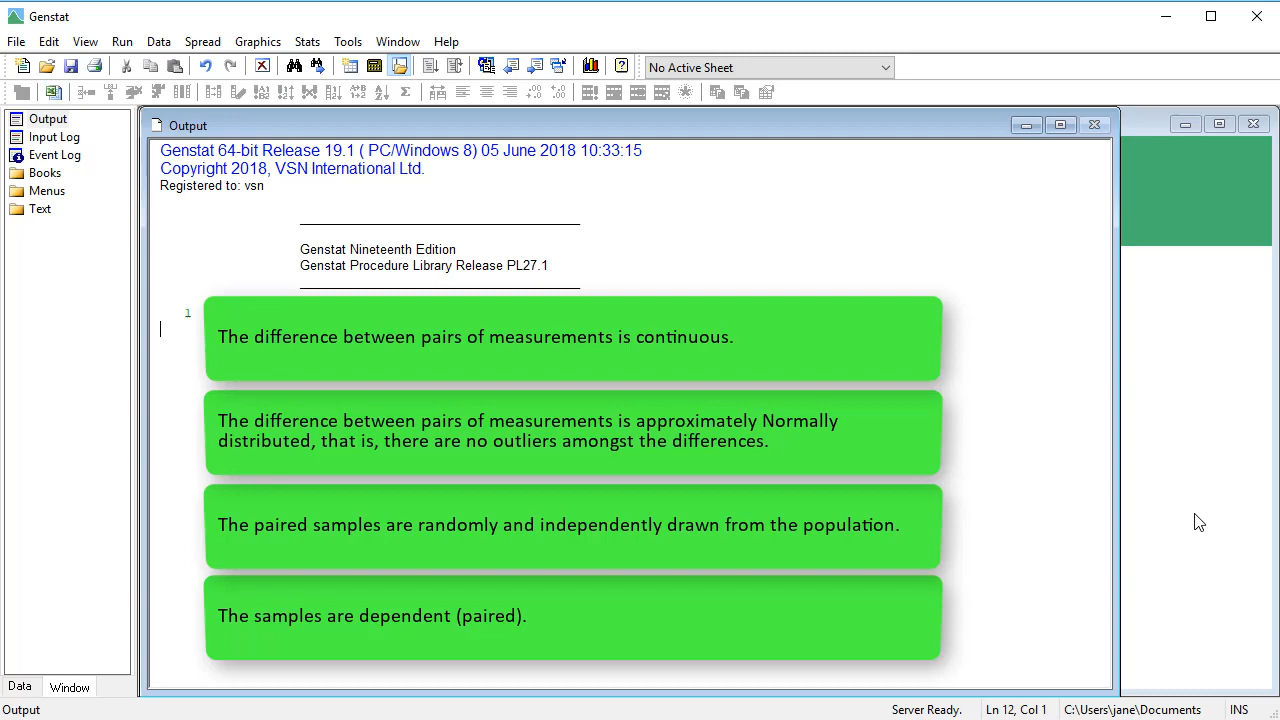 Genstat
File Edit View Run Data Spread Graphics Stats Tools Window Help
No Active Sheet
Output
Input Log
Event Log
Books
Menus
Text
Output
Genstat 64-bit Release 19.1 ( PC/Windows 8) 05 June 2018 10:33:15
Copyright 2018, VSN International Ltd.
Registered to: vsn
Genstat Nineteenth Edition
Genstat Procedure Library Release PL27.1
1
The difference between pairs of measurements is continuous.
The difference between pairs of measurements is approximately Normally
distributed, that is, there are no outliers amongst the differences.
The paired samples are randomly and independently drawn from the population.
The samples are dependent (paired).
Data Window
Output Server Ready. Ln 12, Col 1 C:\Users\jane\Documents INS